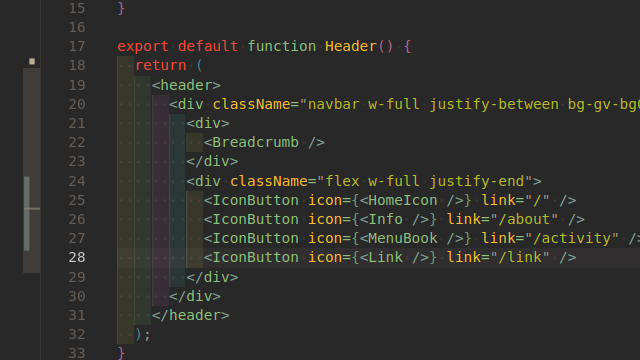 15 }
16
17 export default function Header() {
18 return (
19 <header>
20 <div className="navbar w-full justify-between bg-gv-bg
21 <div>
22 <Breadcrumb />
23 </div>
24 <div className="flex w-full justify-end">
25 <IconButton icon={<HomeIcon />} link="/" />
26 <IconButton icon={<Info />} link="/about" />
27 <IconButton icon={<MenuBook />} link="/activity" />
28 <IconButton icon={<Link />} link="/link" />
29 </div>
30 </div>
31 </header>
32 );
33 }